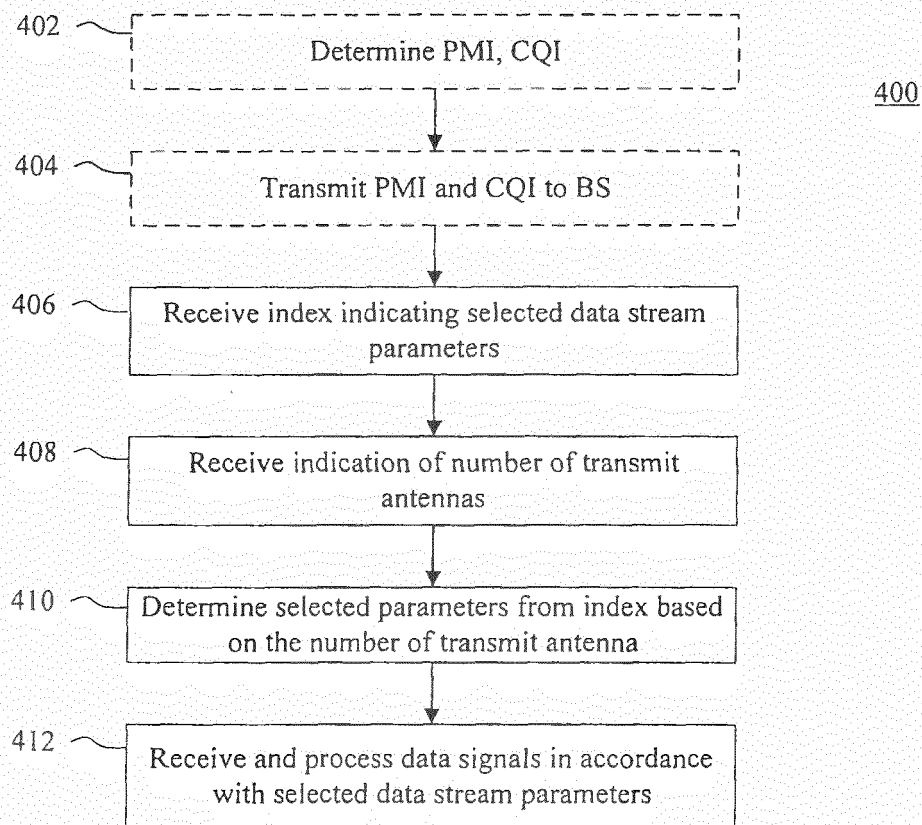 402
Determine PMI, CQI
400
404
Transmit PMI and CQI to BS
406
Receive index indicating selected data stream
parameters
408
Receive indication of number of transmit
antennas
410
Determine selected parameters from index based
on the number of transmit antenna
412
Receive and process data signals in accordance
with selected data stream parameters